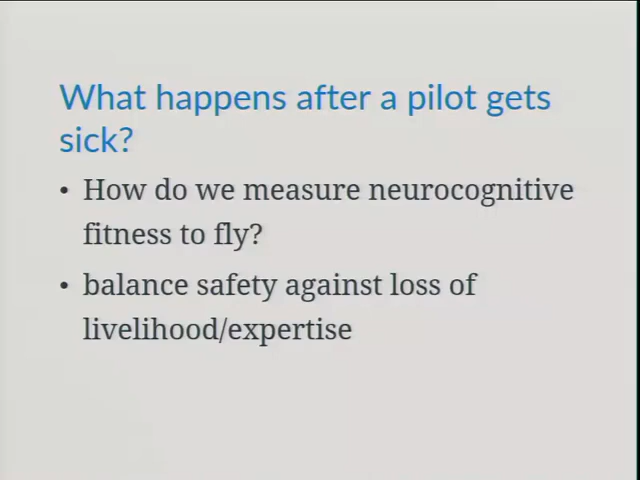 What happens after a pilot gets
sick?
• How do we measure neurocognitive
fitness to fly?
• balance safety against loss of
livelihood/expertise